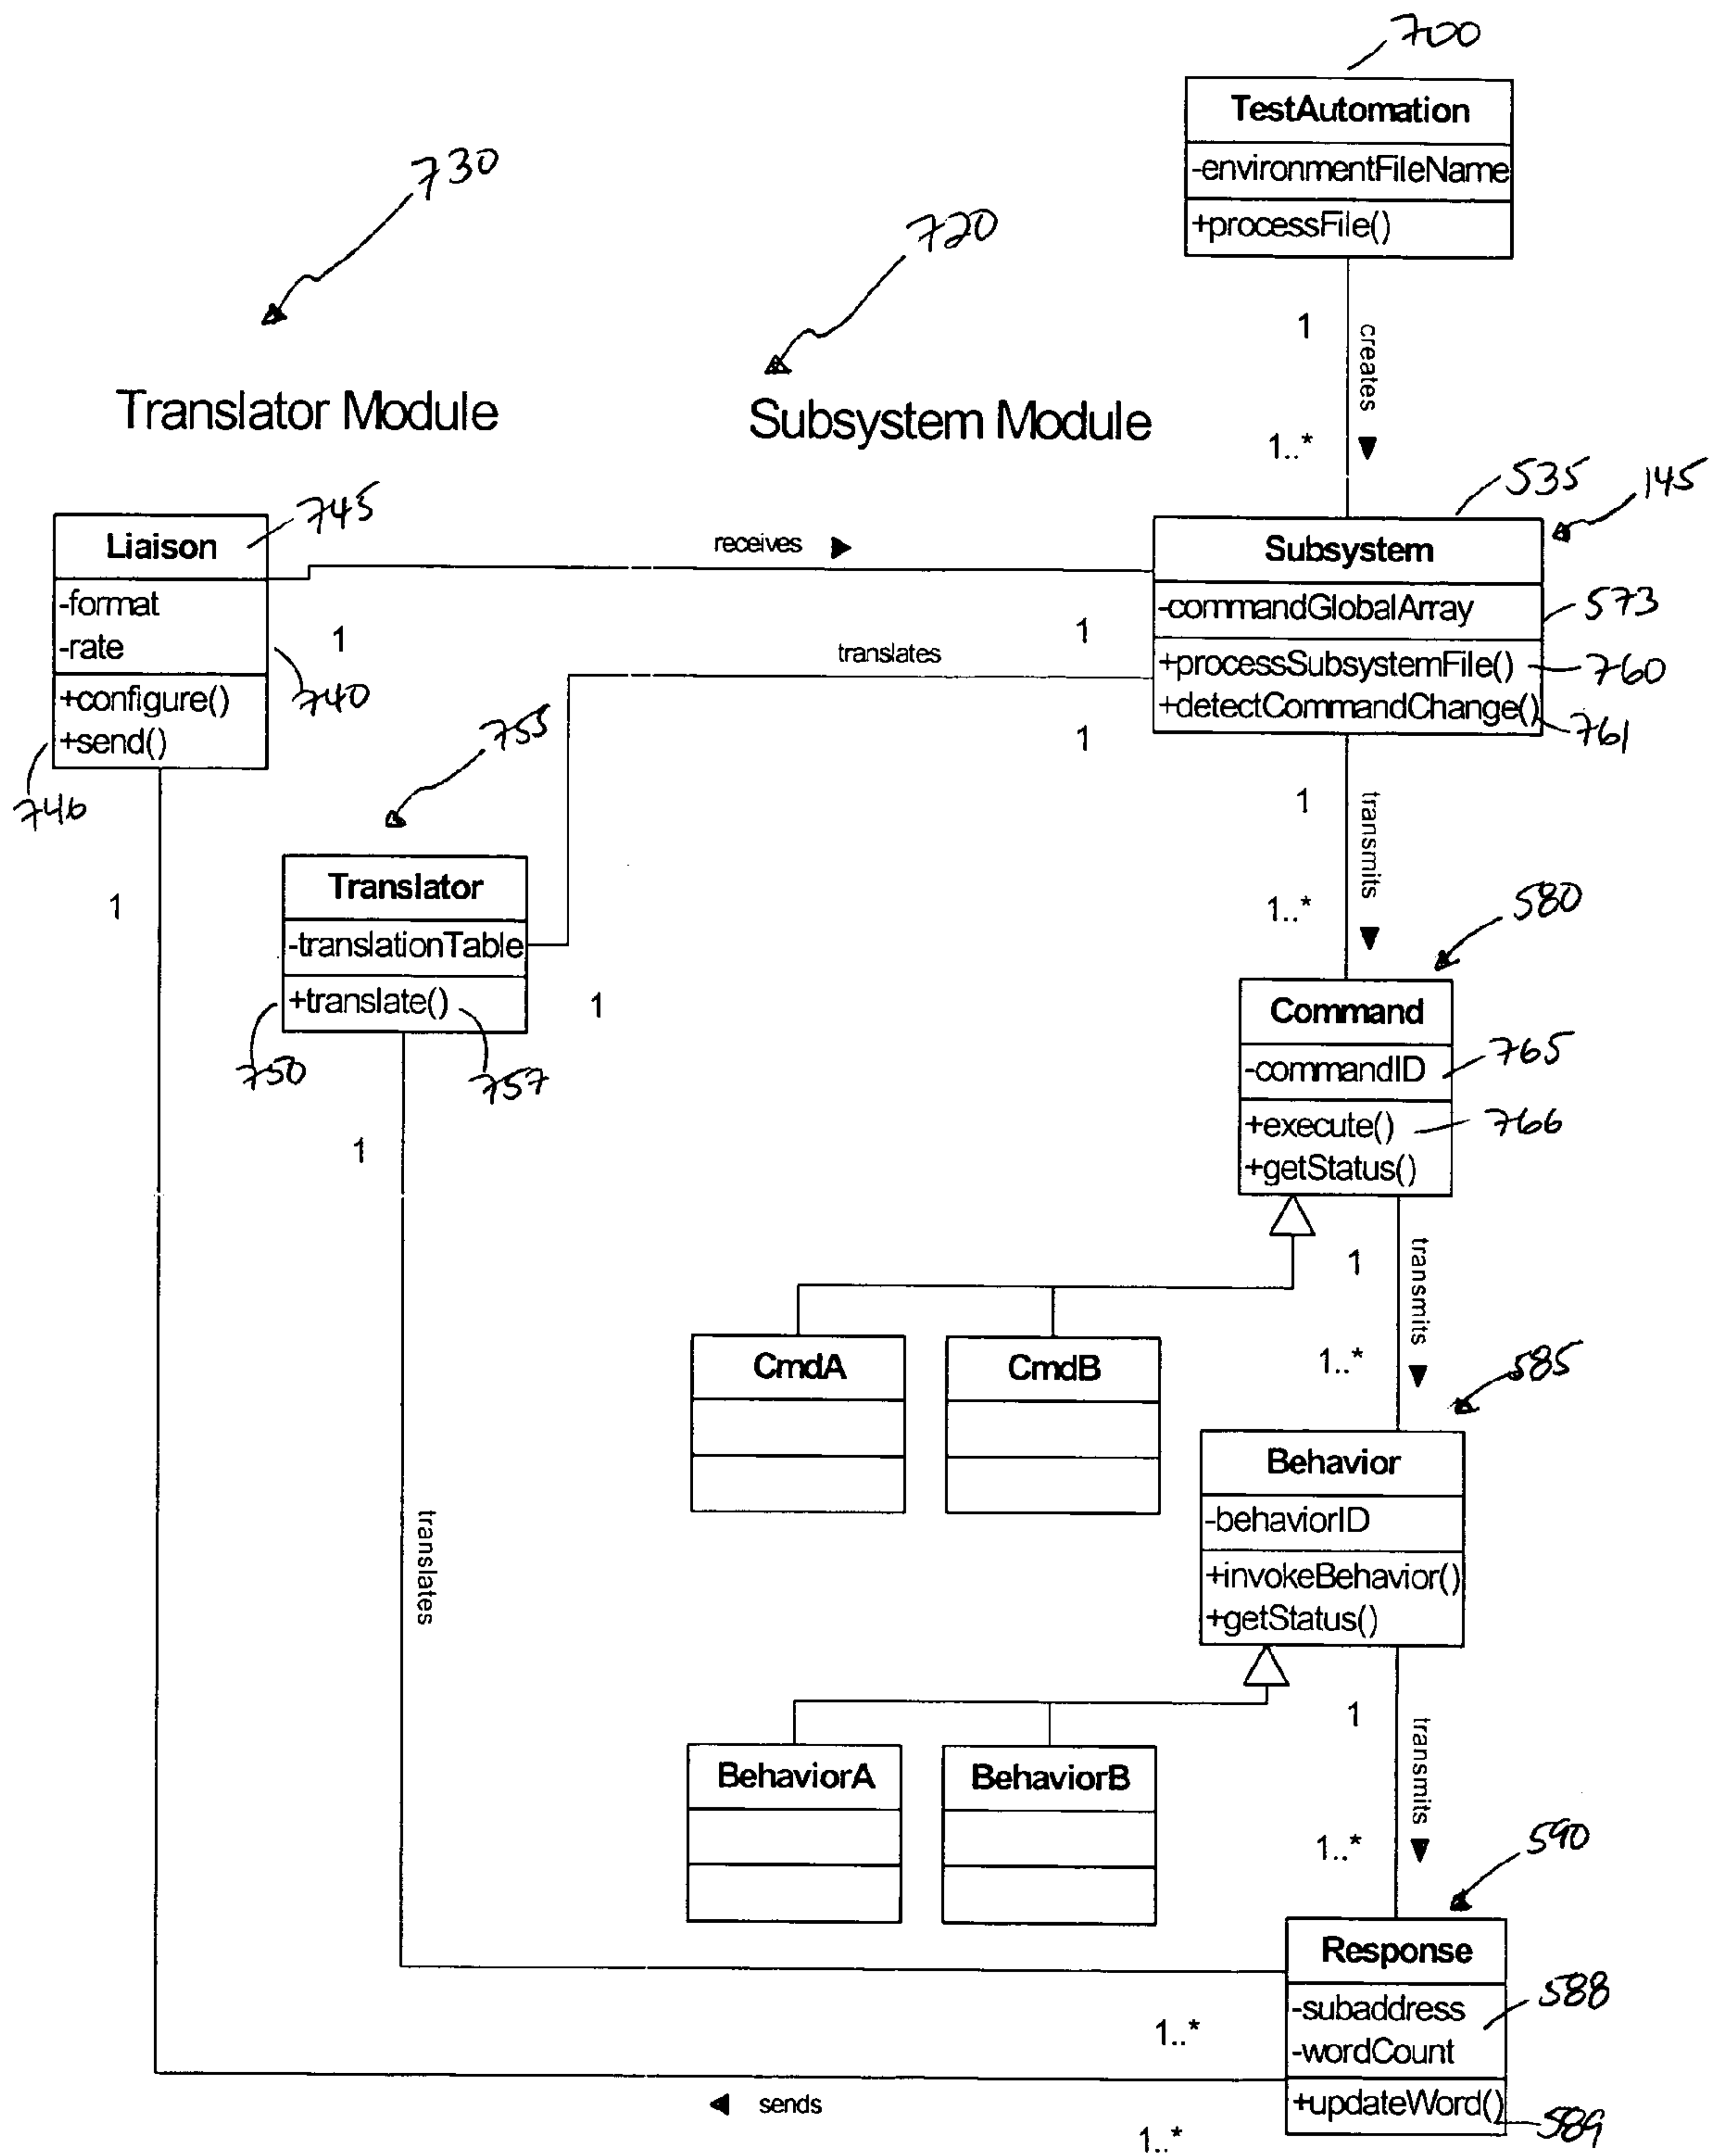 700
TestAutomation
-environmentFileName
+processFile()
730
720
1
creates
1..*
Translator Module
Subsystem Module
535
145
745
Liaison
-format
-rate
+configure()
+send()
740
746
1
receives
1
Subsystem
-commandGlobalArray
+processSubsystemFile()
+detectCommandChange()
573
760
761
translates
1
755
Translator
-translationTable
+translate()
750
757
1
1
1
1
transmits
1..*
580
Command
-commandID
+execute()
+getStatus()
765
766
1
transmits
1..*
CmdA
CmdB
585
Behavior
-behaviorID
+invokeBehavior()
+getStatus()
translates
1
transmits
1..*
BehaviorA
BehaviorB
590
Response
-subaddress
-wordCount
+updateWord()
588
589
1..*
sends
1..*